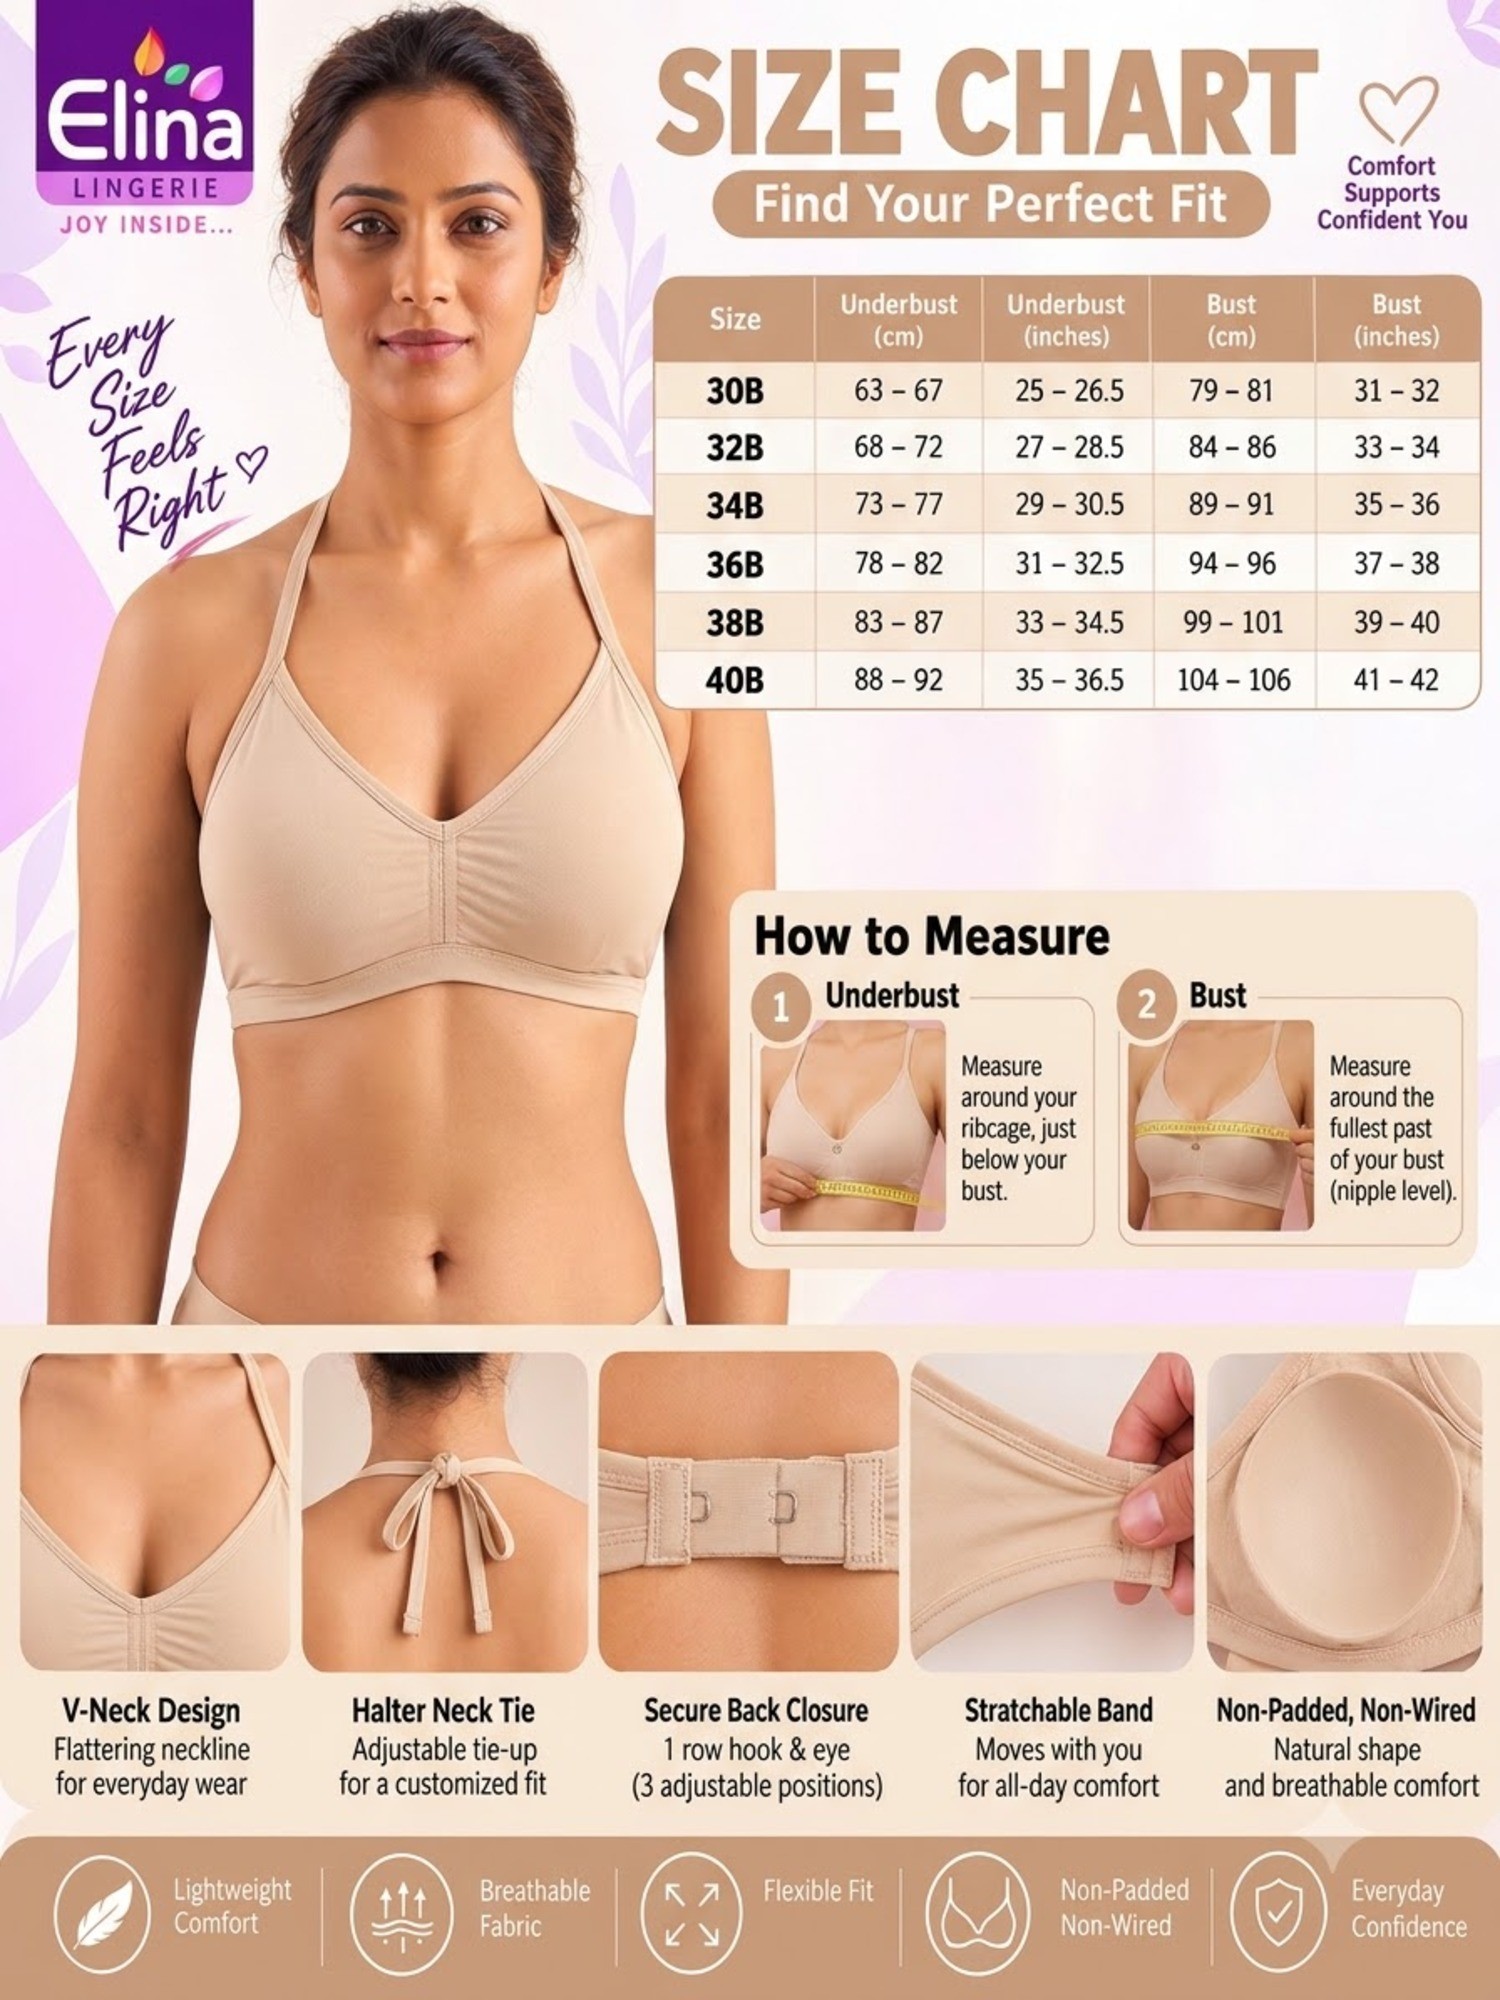 Elina
LINGERIE
JOY INSIDE...
Every
Size
Feels
Right
SIZE CHART
Find Your Perfect Fit
Comfort
Supports
Confident You
Size Underbust (cm) Underbust (inches) Bust (cm) Bust (inches)
30B 63 – 67 25 – 26.5 79 – 81 31 – 32
32B 68 – 72 27 – 28.5 84 – 86 33 – 34
34B 73 – 77 29 – 30.5 89 – 91 35 – 36
36B 78 – 82 31 – 32.5 94 – 96 37 – 38
38B 83 – 87 33 – 34.5 99 – 101 39 – 40
40B 88 – 92 35 – 36.5 104 – 106 41 – 42
How to Measure
1 Underbust
Measure
around your
ribcage, just
below your
bust.
2 Bust
Measure
around the
fullest past
of your bust
(nipple level).
V-Neck Design
Flattering neckline
for everyday wear
Halter Neck Tie
Adjustable tie-up
for a customized fit
Secure Back Closure
1 row hook & eye
(3 adjustable positions)
Stratchable Band
Moves with you
for all-day comfort
Non-Padded, Non-Wired
Natural shape
and breathable comfort
Lightweight
Comfort
Breathable
Fabric
Flexible Fit
Non-Padded
Non-Wired
Everyday
Confidence